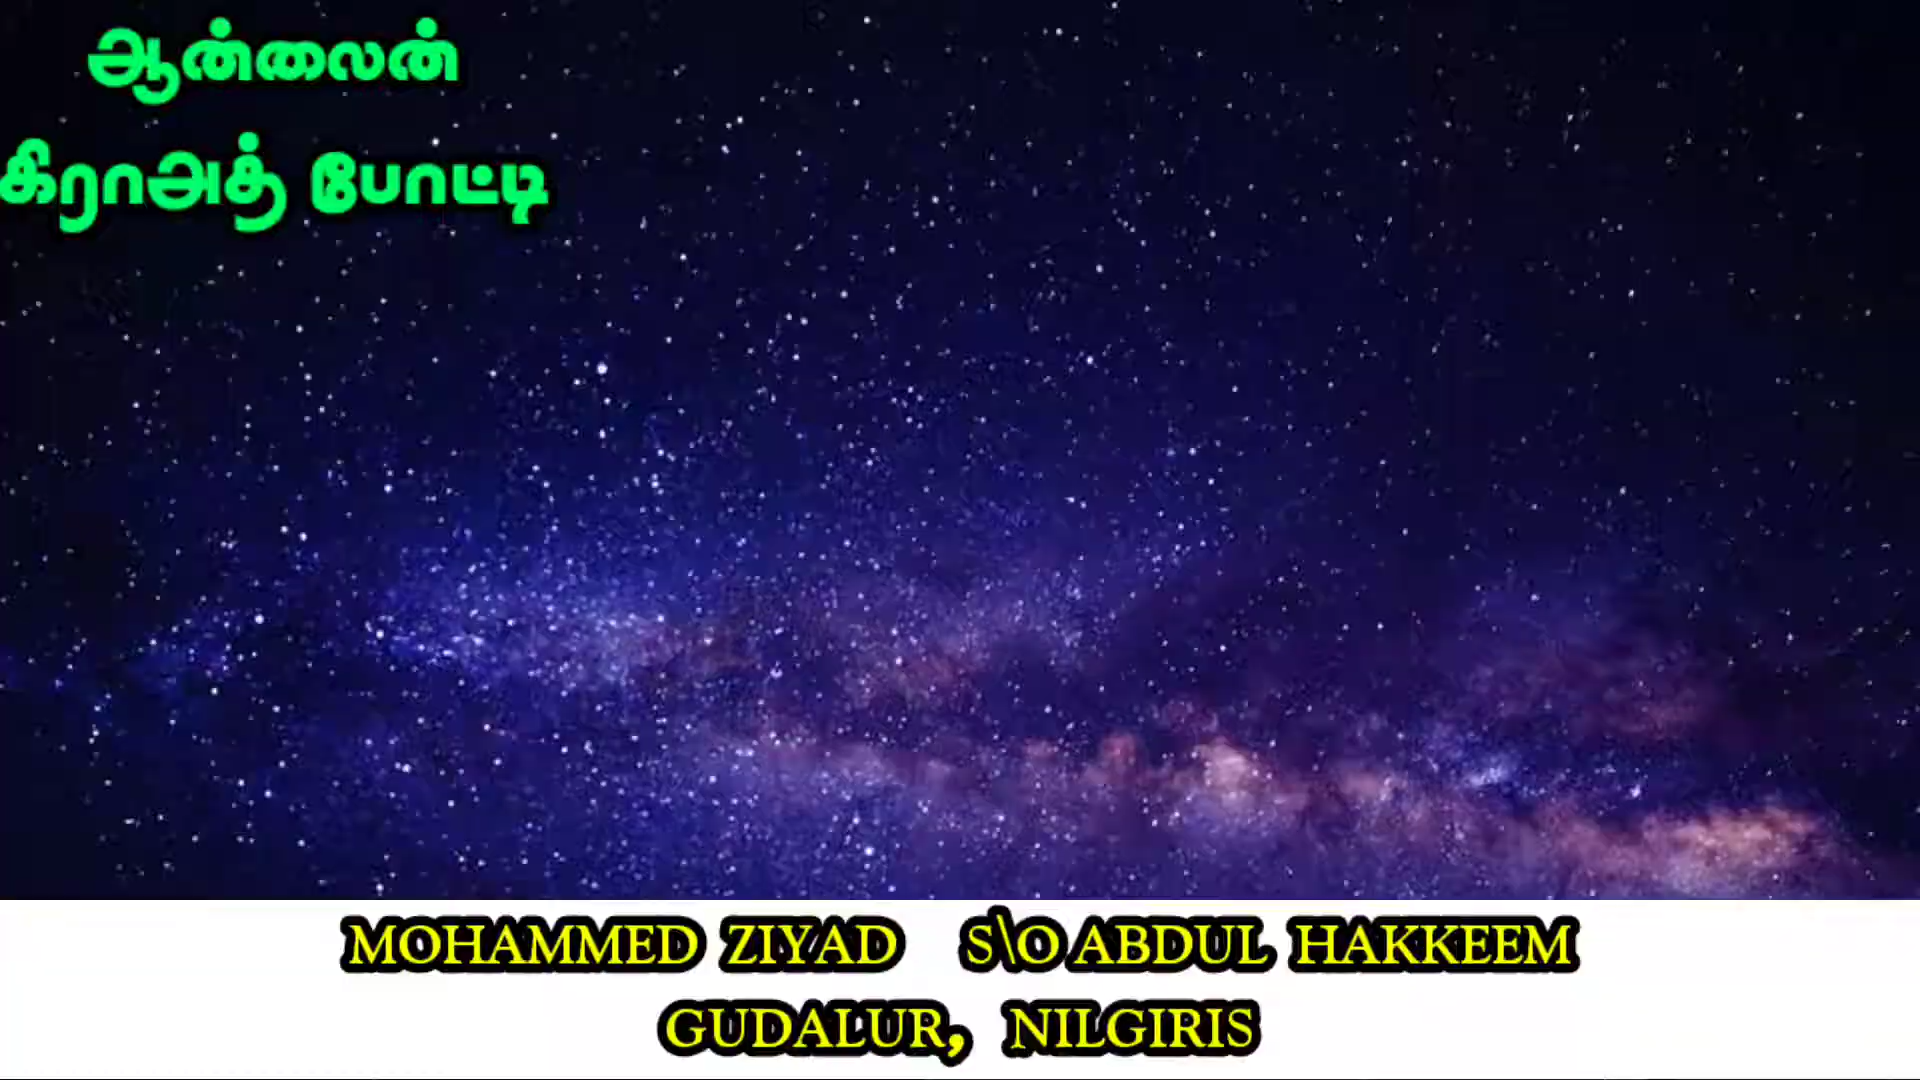 ஆன்லைன்
கிராஅத் போட்டி
MOHAMMED ZIYAD S\O ABDUL HAKKEEM
GUDALUR, NILGIRIS